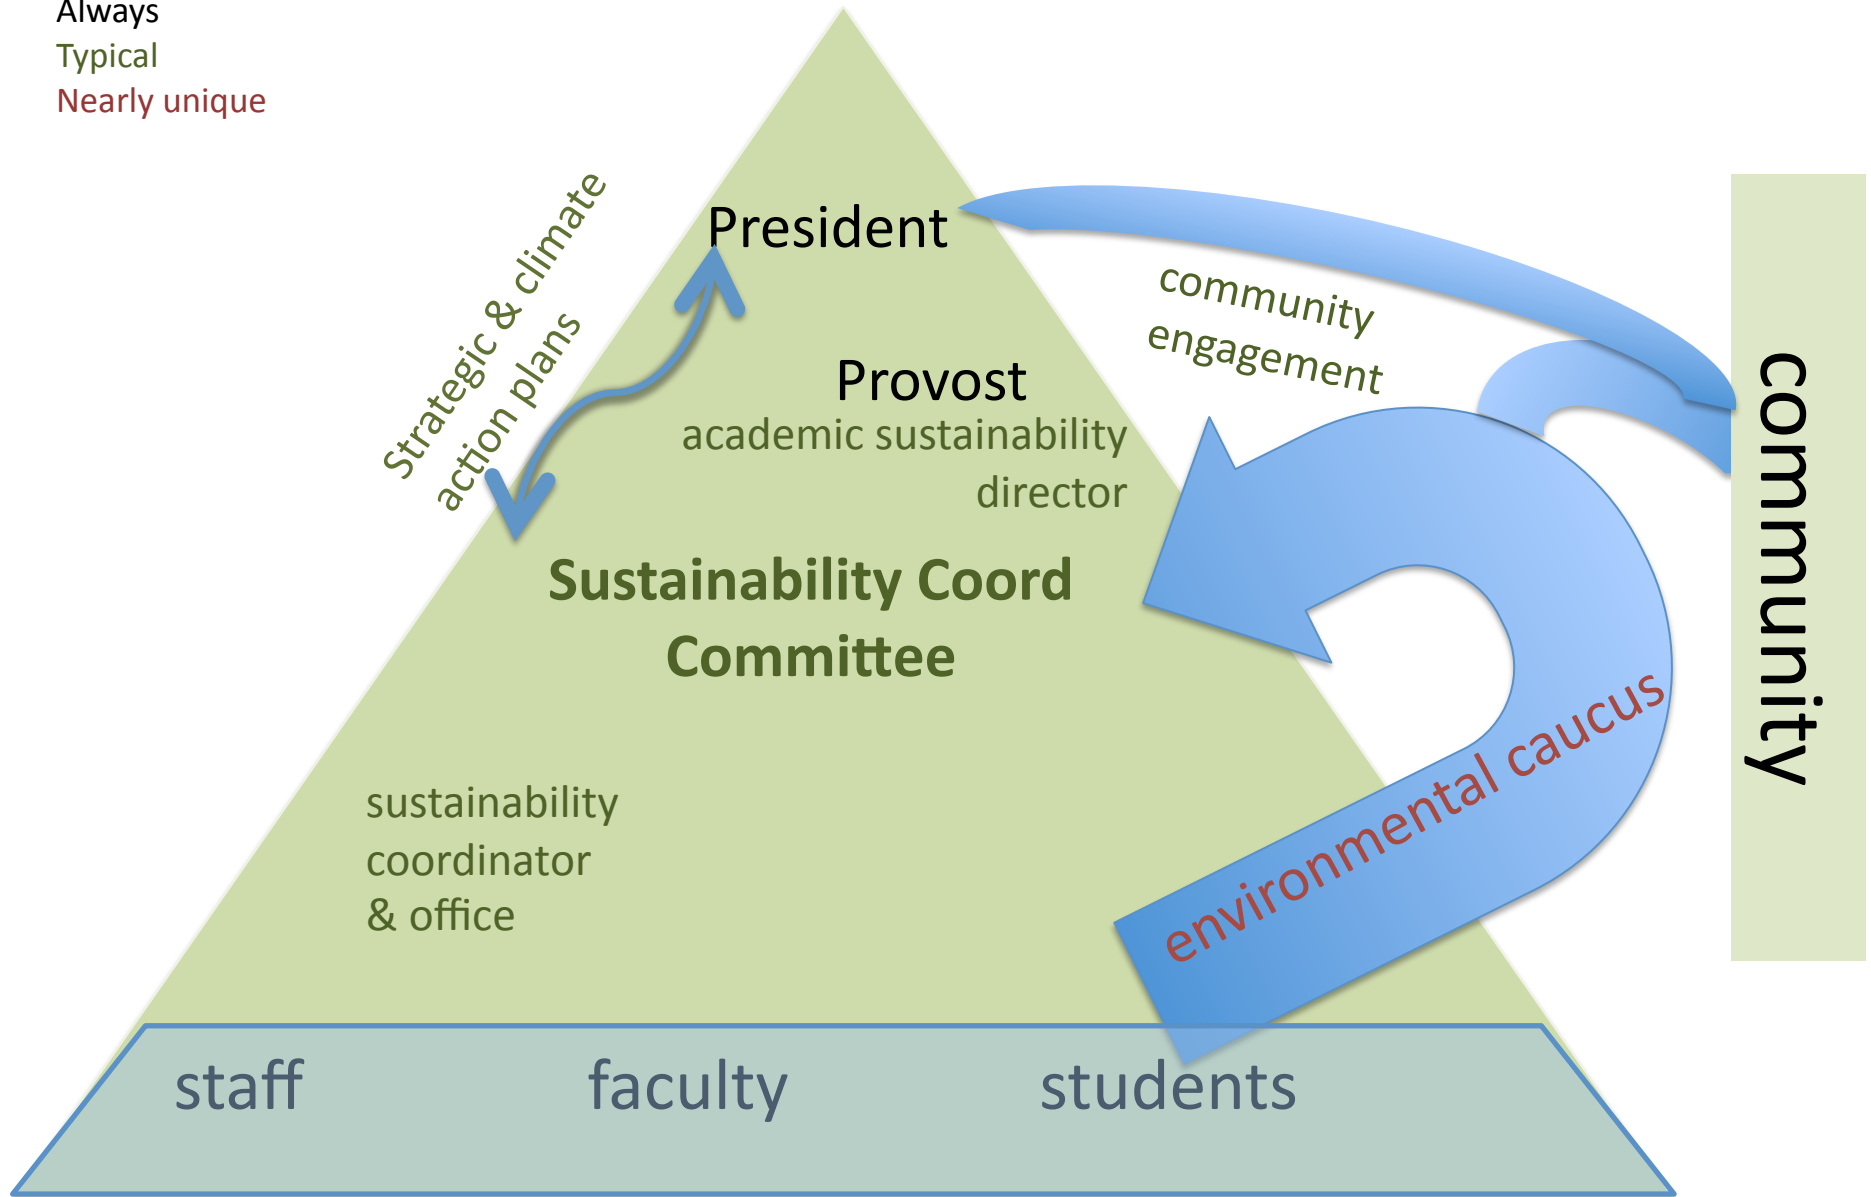 Always
Typical
Nearly unique
Strategic & climate
action plans
President
community
engagement
Provost
academic sustainability
director
Sustainability Coord
Committee
sustainability
coordinator
& office
environmental caucus
community
staff faculty students